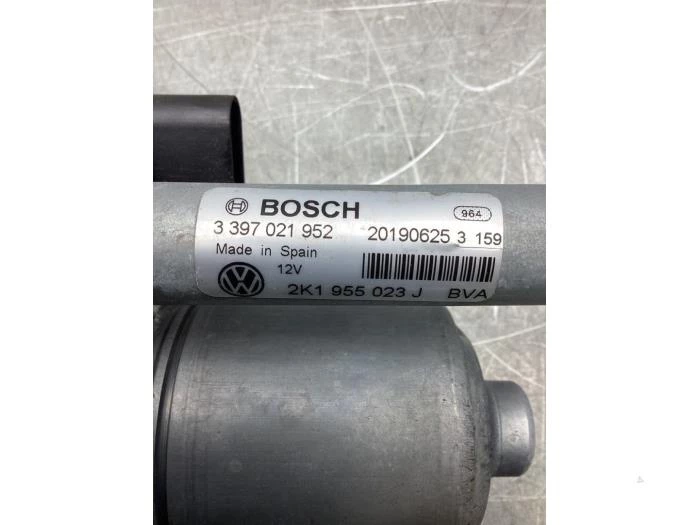 BOSCH 964
3 397 021 952 20190625 3 159
Made in Spain
12V
2K1 955 023 J BVA